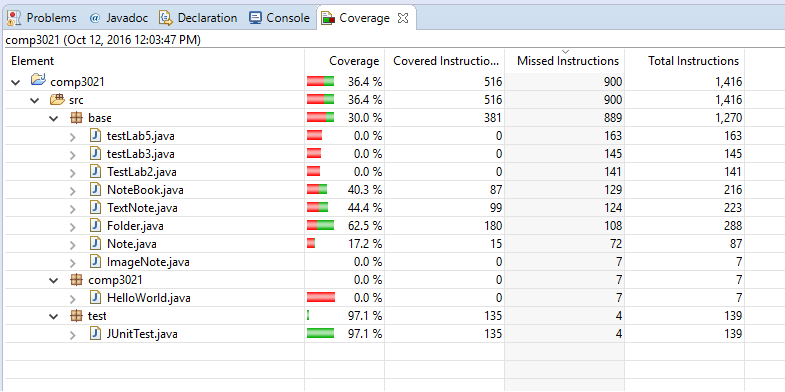 Problems @ Javadoc Declaration Console Coverage
comp3021 (Oct 12, 2016 12:03:47 PM)
Element Coverage Covered Instructio... Missed Instructions Total Instructions
comp3021 36.4 % 516 900 1,416
src 36.4 % 516 900 1,416
base 30.0 % 381 889 1,270
testLab5.java 0.0 % 0 163 163
testLab3.java 0.0 % 0 145 145
TestLab2.java 0.0 % 0 141 141
NoteBook.java 40.3 % 87 129 216
TextNote.java 44.4 % 99 124 223
Folder.java 62.5 % 180 108 288
Note.java 17.2 % 15 72 87
ImageNote.java 0.0 % 0 7 7
comp3021 0.0 % 0 7 7
HelloWorld.java 0.0 % 0 7 7
test 97.1 % 135 4 139
JUnitTest.java 97.1 % 135 4 139